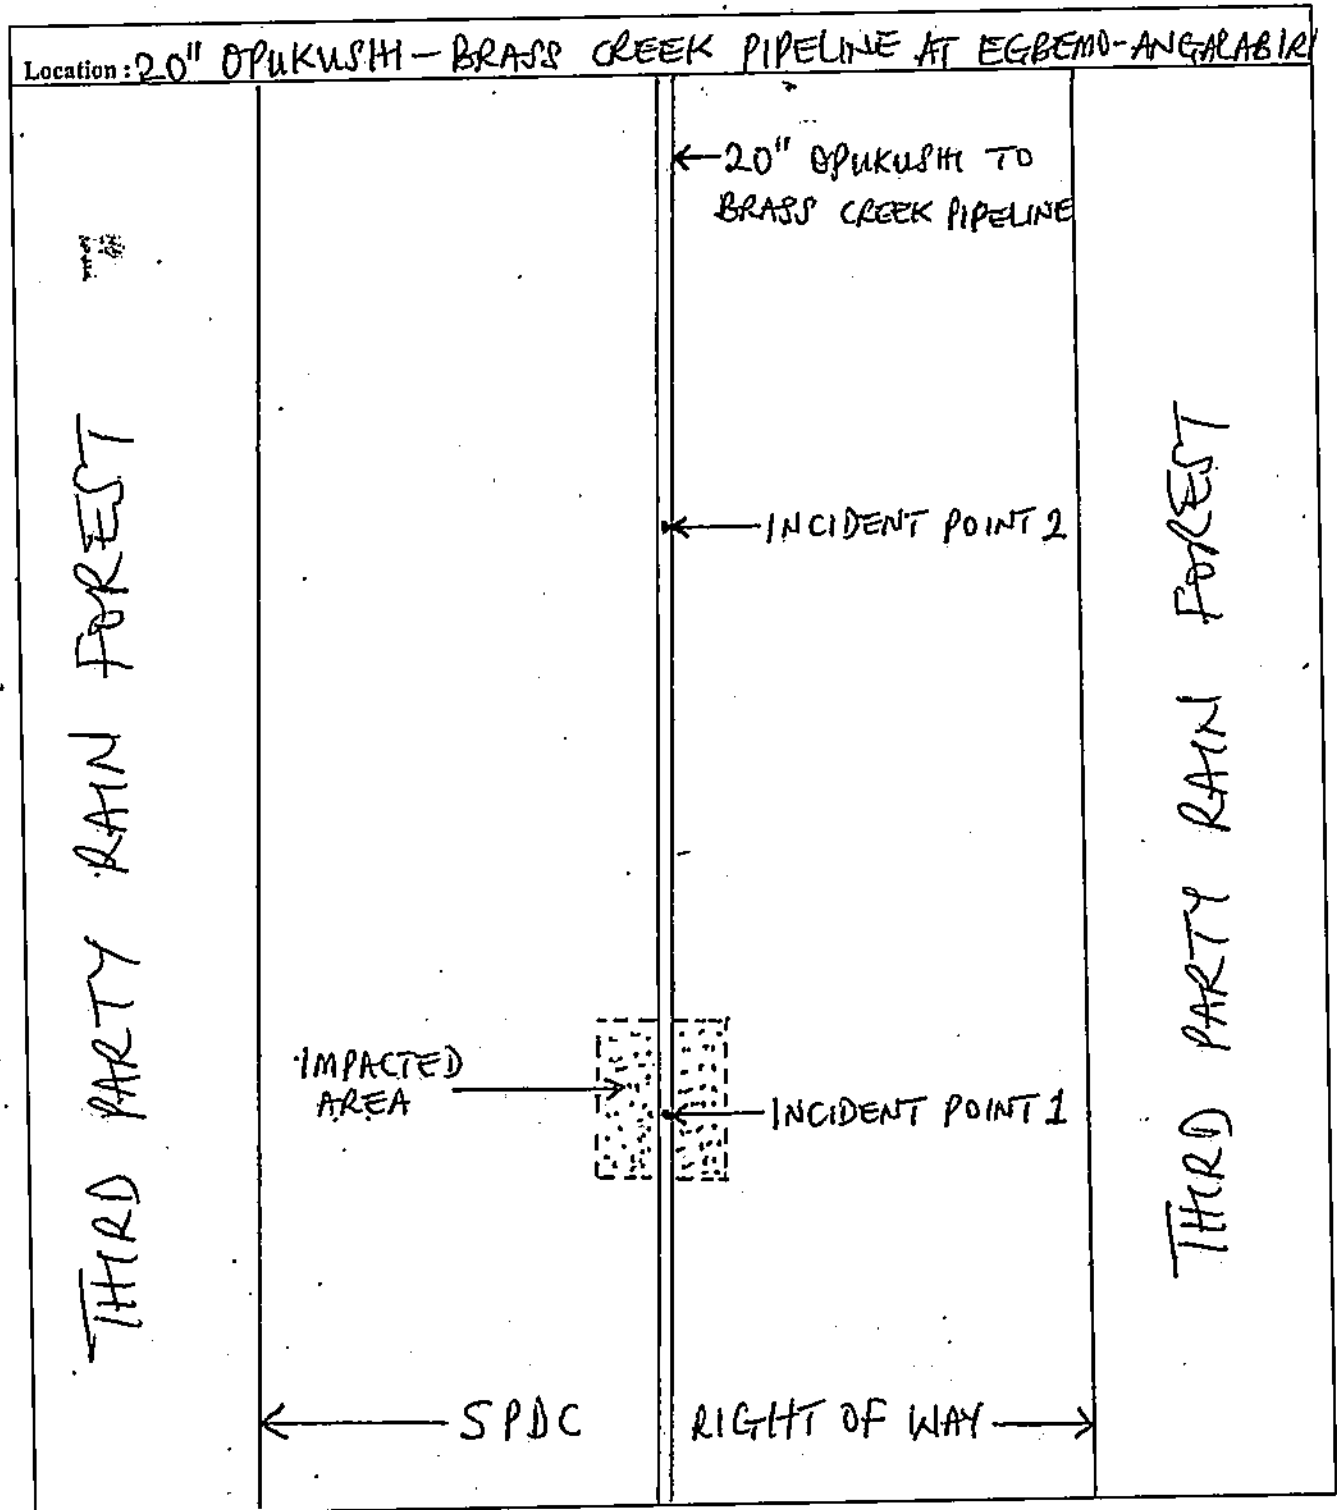 Location: 20" OPUKUSHI - BRASS CREEK PIPELINE AT EGBEMO-ANGALABIRI
20" OPUKUSHI TO
BRASS CREEK PIPELINE
THIRD PARTY RAIN FOREST
THIRD PARTY RAIN FOREST
INCIDENT POINT 2
IMPACTED
AREA
INCIDENT POINT 1
SPDC RIGHT OF WAY